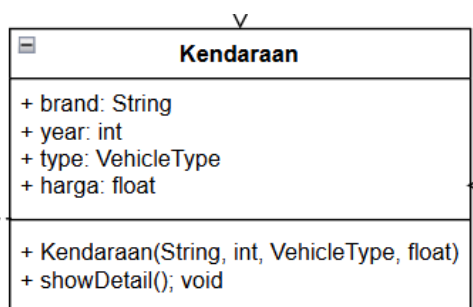 Kendaraan
+ brand: String
+ year: int
+ type: VehicleType
+ harga: float
+ Kendaraan(String, int, VehicleType, float)
+ showDetail(); void